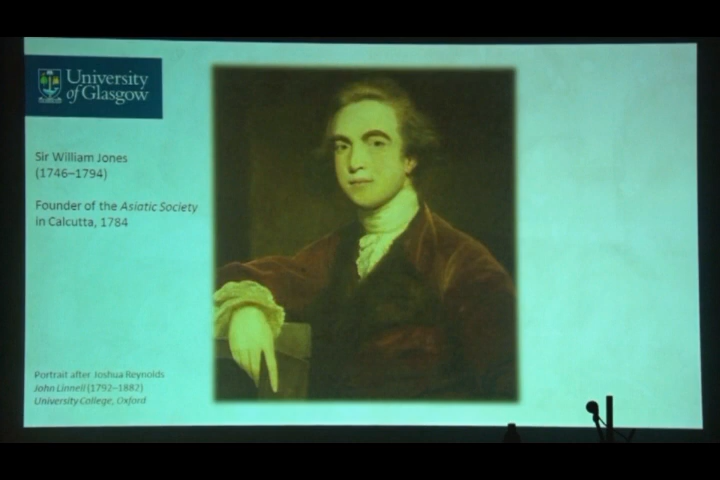 University
of Glasgow
Sir William Jones
(1746–1794)
Founder of the Asiatic Society
in Calcutta, 1784
Portrait after Joshua Reynolds
John Linnell (1792–1882)
University College, Oxford